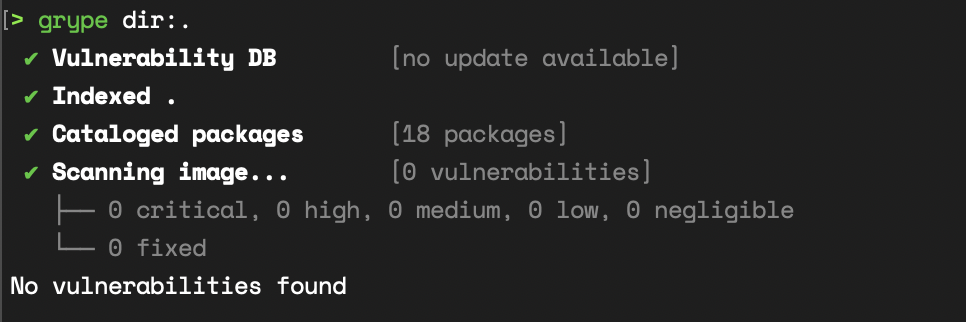 [> grype dir:.
✔ Vulnerability DB [no update available]
✔ Indexed .
✔ Cataloged packages [18 packages]
✔ Scanning image... [0 vulnerabilities]
├── 0 critical, 0 high, 0 medium, 0 low, 0 negligible
└── 0 fixed
No vulnerabilities found